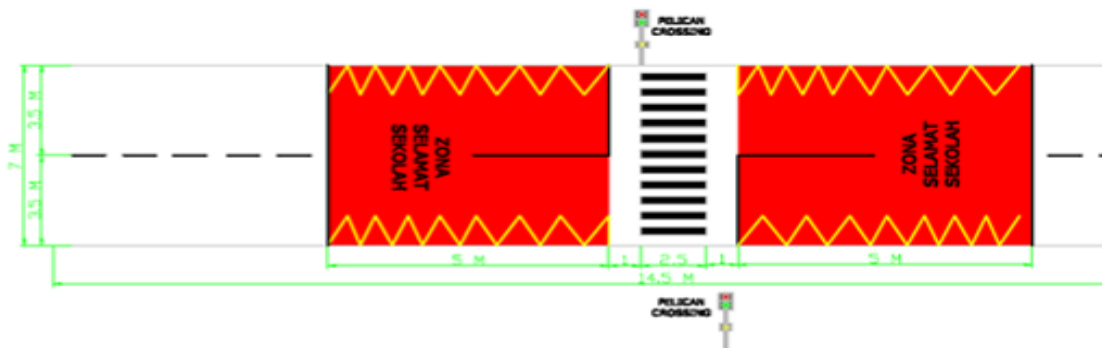 PELICAN
CROSSING
3.5 M
7 M
3.5 M
ZONA
SELAMAT
SEKOLAH
ZONA
SELAMAT
SEKOLAH
5 M
1
2.5
1
5 M
14.5 M
PELICAN
CROSSING